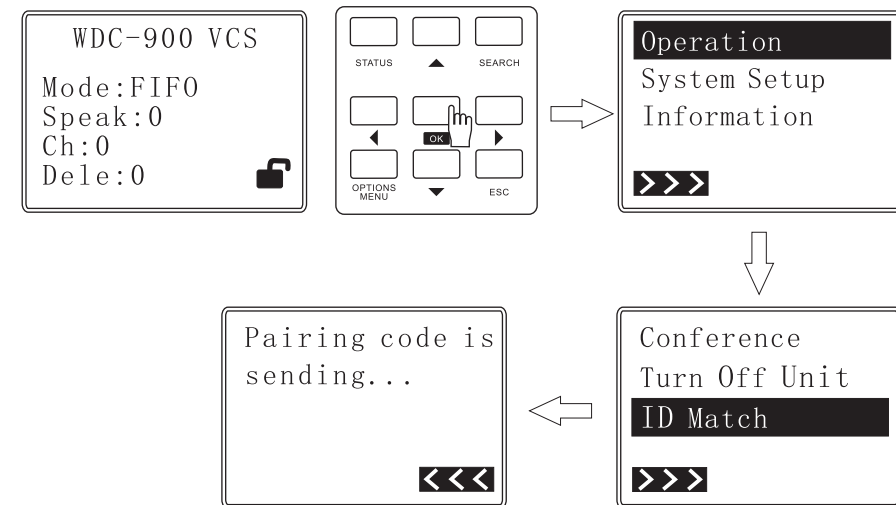 WDC-900 VCS
Mode:FIFO
Speak:0
Ch:0
Dele:0
STATUS
SEARCH
OK
OPTIONS
MENU
ESC
Operation
System Setup
Information
>>>
Conference
Turn Off Unit
ID Match
>>>
Pairing code is
sending...
<<<